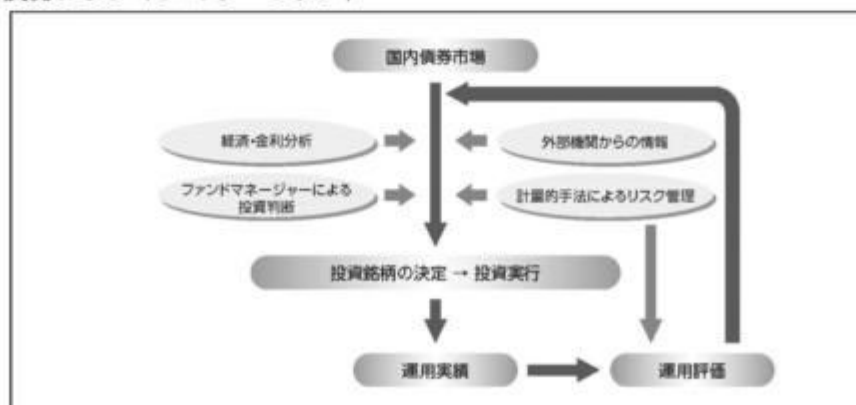 国内債券市場
経済・金利分析
外部機関からの情報
ファンドマネージャーによる
投資判断
計量的手法によるリスク管理
投資銘柄の決定 → 投資実行
運用実績
運用評価